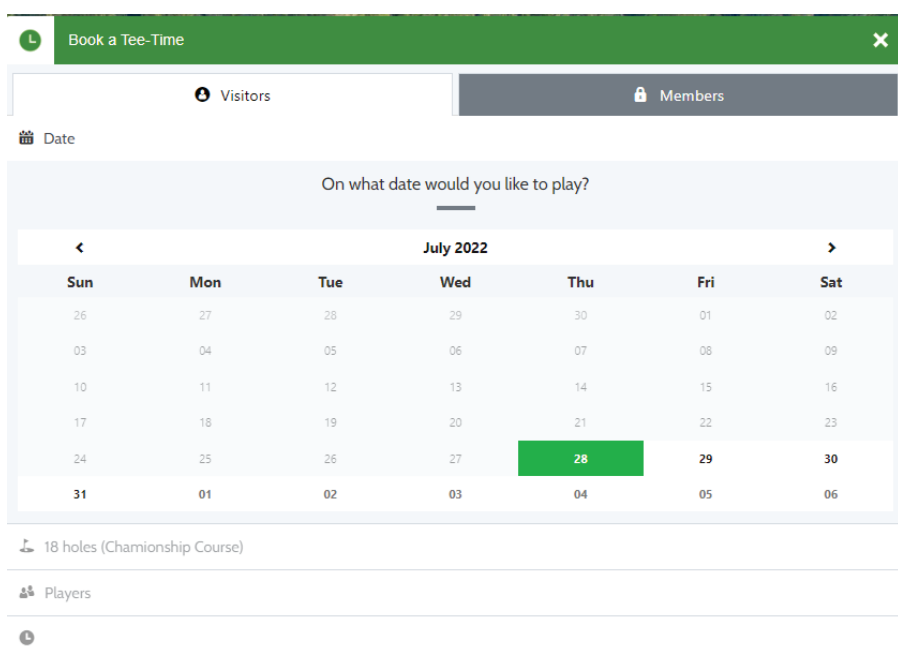 Book a Tee-Time
Visitors Members
Date
On what date would you like to play?
July 2022
Sun Mon Tue Wed Thu Fri Sat
26 27 28 29 30 01 02
03 04 05 06 07 08 09
10 11 12 13 14 15 16
17 18 19 20 21 22 23
24 25 26 27 28 29 30
31 01 02 03 04 05 06
18 holes (Chamionship Course)
Players